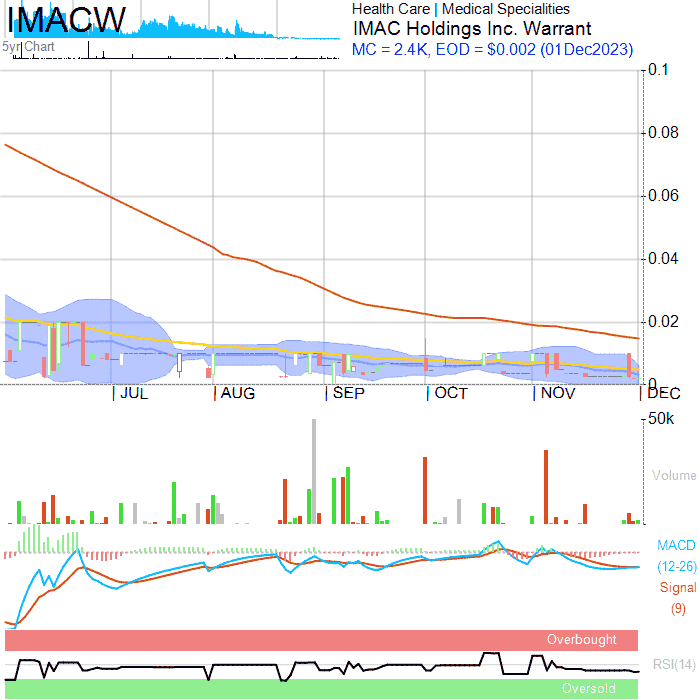 IMACW
5yr Chart
Health Care | Medical Specialities
IMAC Holdings Inc. Warrant
MC = 2.4K, EOD = $0.002 (01Dec2023)
0.1
0.08
0.06
0.04
0.02
0
JUL AUG SEP OCT NOV DEC
50k
Volume
MACD
(12-26)
Signal
(9)
Overbought
RSI(14)
Oversold